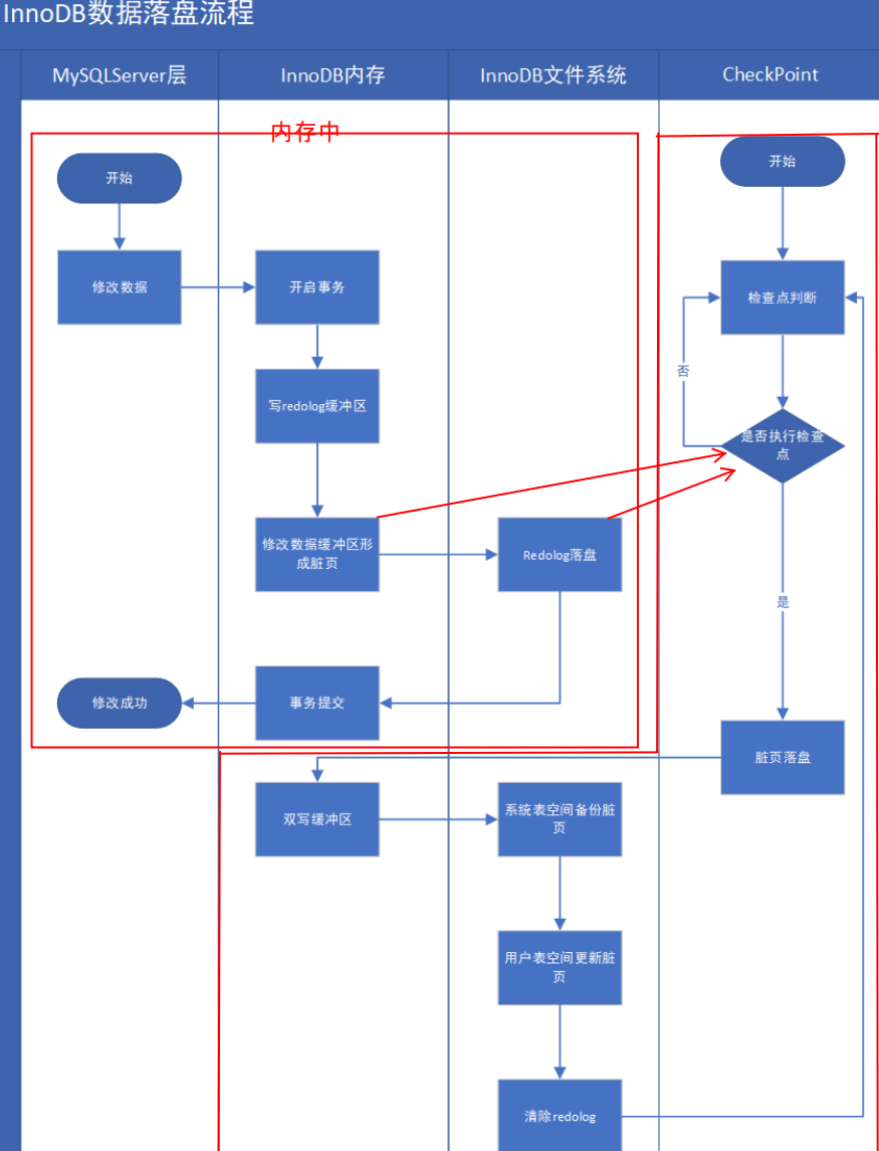 InnoDB数据落盘流程
MySQLServer层
InnoDB内存
InnoDB文件系统
CheckPoint
内存中
开始
开始
修改数据
开启事务
检查点判断
否
写redolog缓冲区
是否执行检查
点
修改数据缓冲区形
成脏页
Redolog落盘
是
修改成功
事务提交
脏页落盘
双写缓冲区
系统表空间备份脏
页
用户表空间更新脏
页
清除redolog